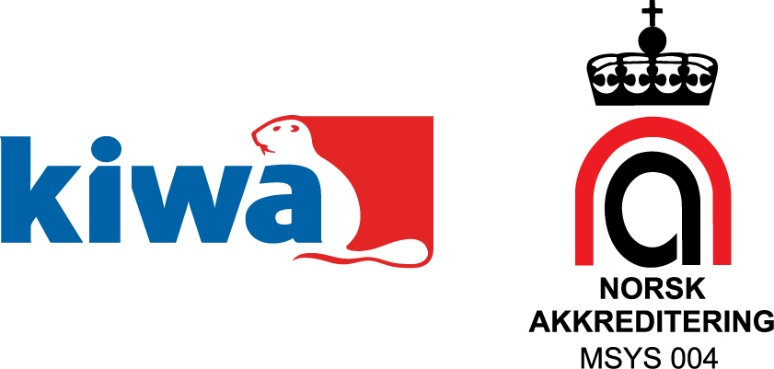 kiwa
NORSK
AKKREDITERING
MSYS 004